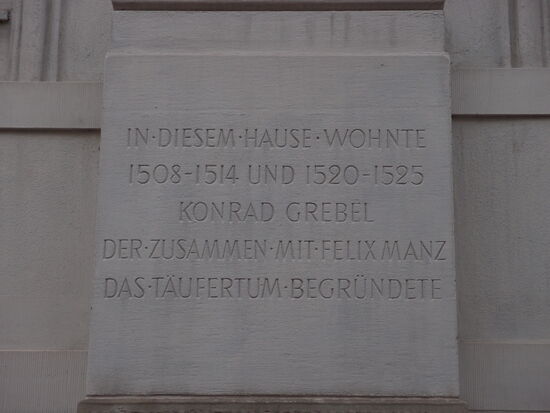 IN·DIESEM·HAUSE·WOHNTE
1508-1514 UND 1520-1525
KONRAD GREBEL
DER·ZUSAMMEN·MIT·FELIX MANZ
DAS·TÄUFERTUM·BEGRÜNDETE